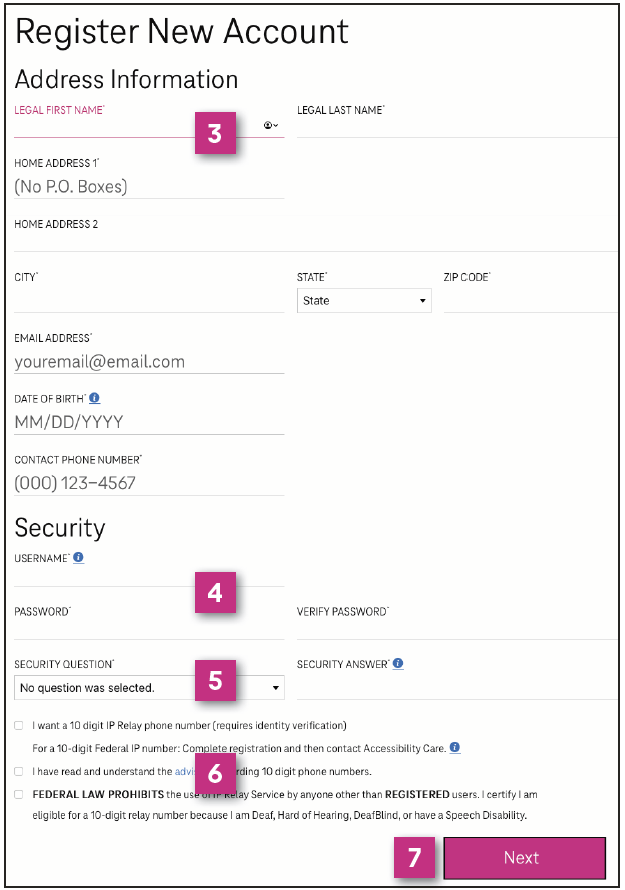 Register New Account
Address Information
LEGAL FIRST NAME* LEGAL LAST NAME*
3
HOME ADDRESS 1*
(No P.O. Boxes)
HOME ADDRESS 2
CITY* STATE* ZIP CODE*
State
EMAIL ADDRESS*
youremail@email.com
DATE OF BIRTH* i
MM/DD/YYYY
CONTACT PHONE NUMBER*
(000) 123-4567
Security
USERNAME* i
4
PASSWORD* VERIFY PASSWORD*
SECURITY QUESTION* SECURITY ANSWER* i
5
No question was selected.
I want a 10 digit IP Relay phone number (requires identity verification)
For a 10-digit Federal IP number: Complete registration and then contact Accessibility Care. i
6
I have read and understand the 10 digit phone numbers.
FEDERAL LAW PROHIBITS the use of IP Relay Service by anyone other than REGISTERED users. I certify I am
eligible for a 10-digit relay number because I am Deaf, Hard of Hearing, DeafBlind, or have a Speech Disability.
7 Next